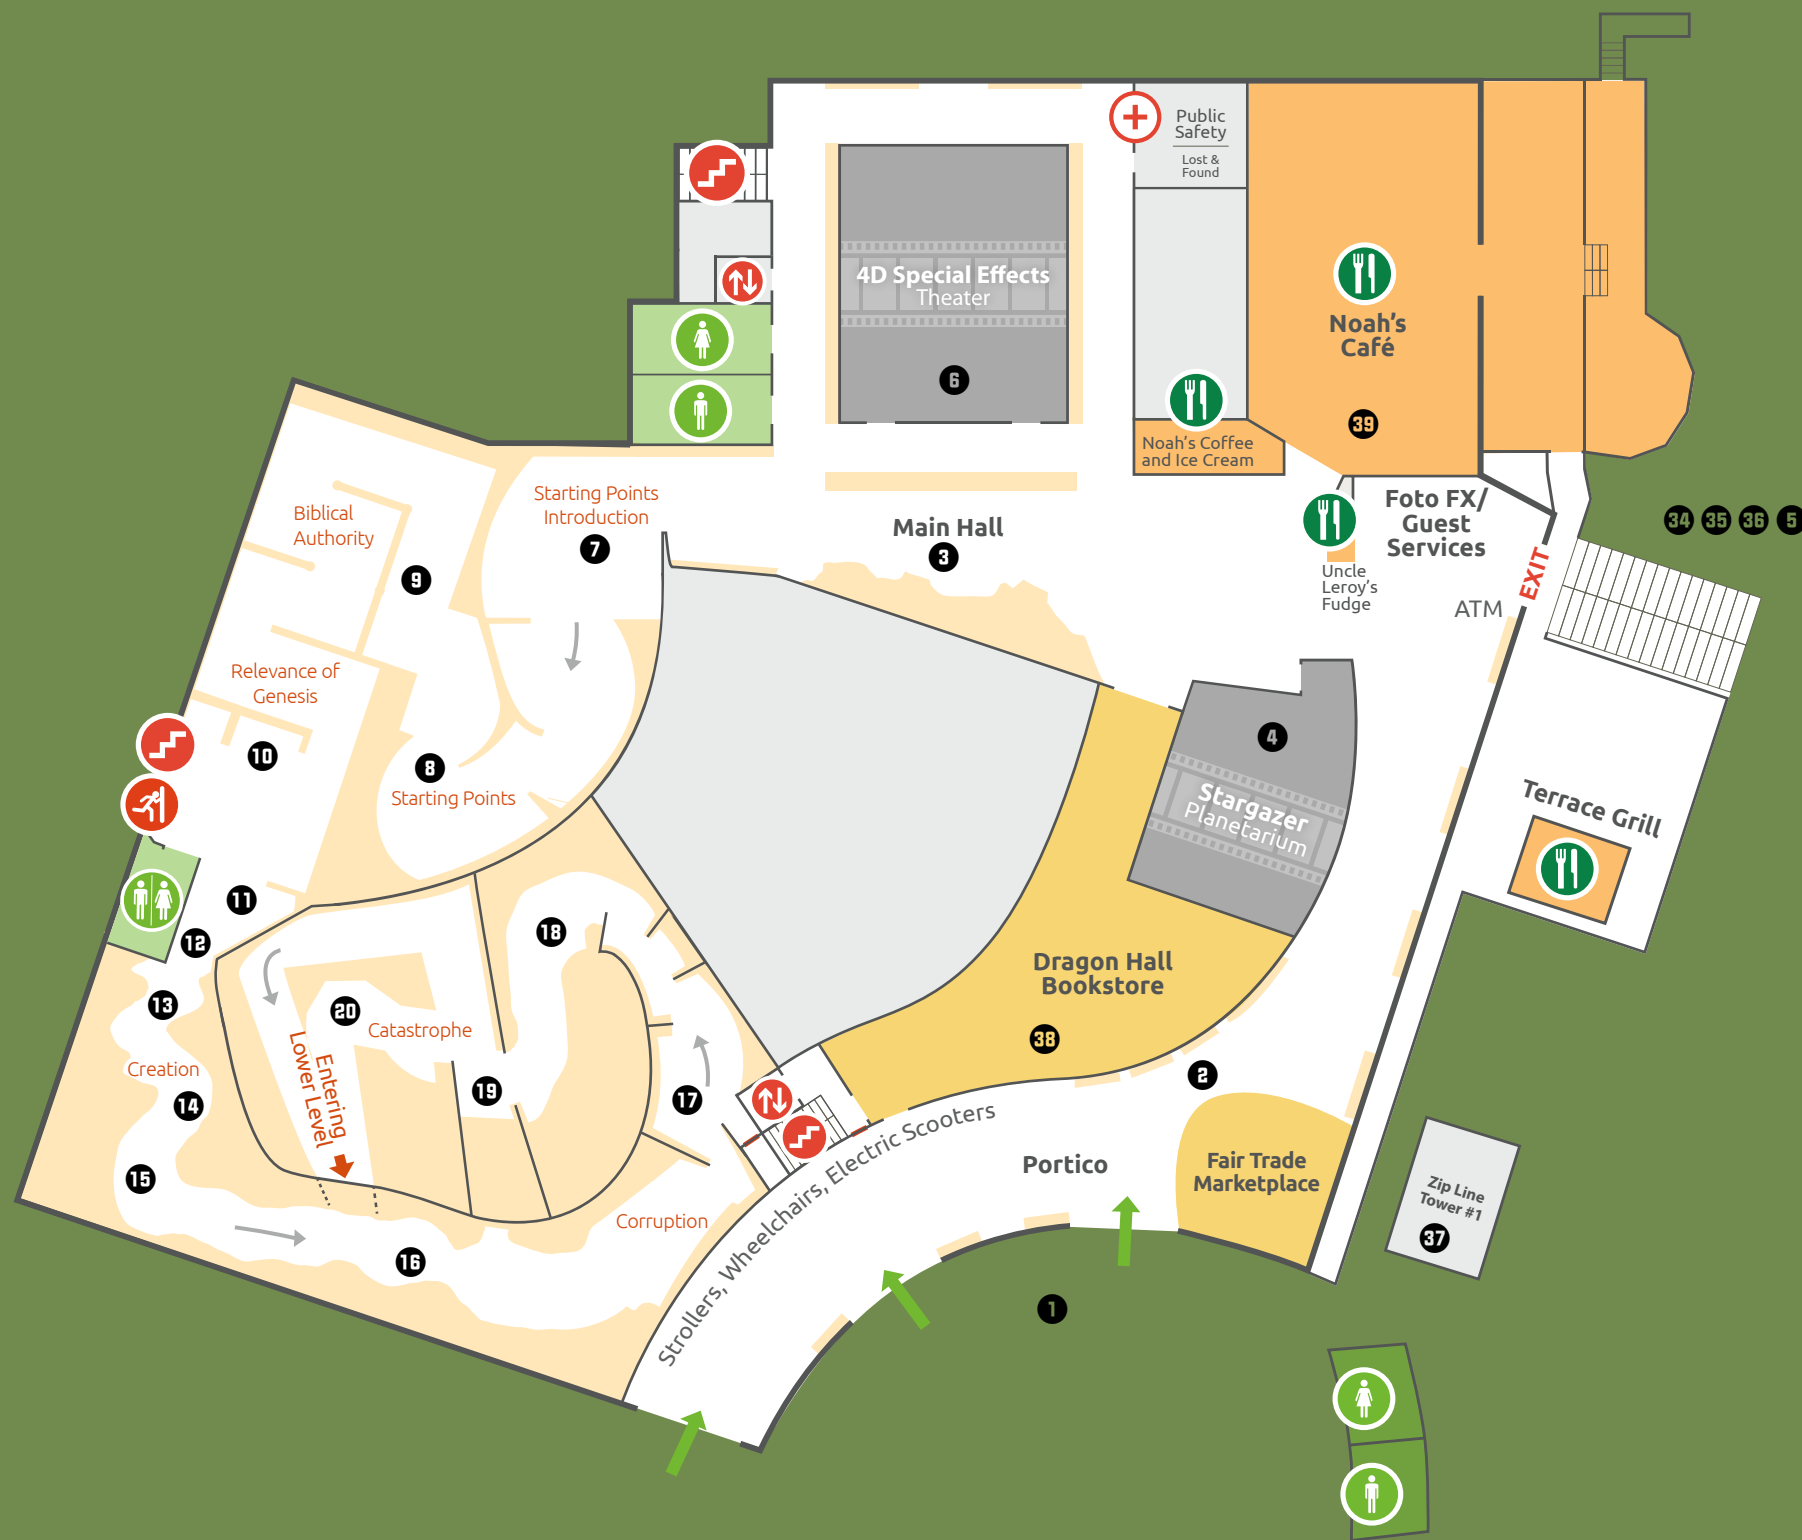 Public
Safety
Lost &
Found
4D Special Effects
Theater
6
Noah's
Café
39
Noah's Coffee
and Ice Cream
Starting Points
Introduction
7
Biblical
Authority
9
Main Hall
3
Foto FX/
Guest
Services
34 35 36 5
EXIT
Uncle
Leroy's
Fudge
ATM
Relevance of
Genesis
10
8
Starting Points
4
Stargazer
Planetarium
Terrace Grill
11
12
18
13
20
Catastrophe
Dragon Hall
Bookstore
38
Creation
14
Entering
Lower Level
19
17
2
Strollers, Wheelchairs, Electric Scooters
Portico
Fair Trade
Marketplace
15
Zip Line
Tower #1
37
Corruption
16
1